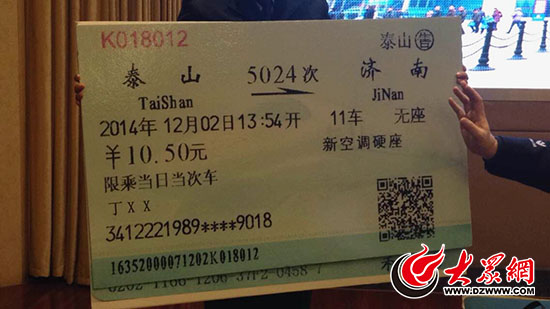 K018012 泰山 售
泰山 5024次 济南
TaiShan JiNan
2014年12月02日13:54开 11车 无座
￥10.50元 新空调硬座
限乘当日当次车
丁XX
3412221989****9018
16352000071202K018012
大众网
WWW.DZWWW.COM